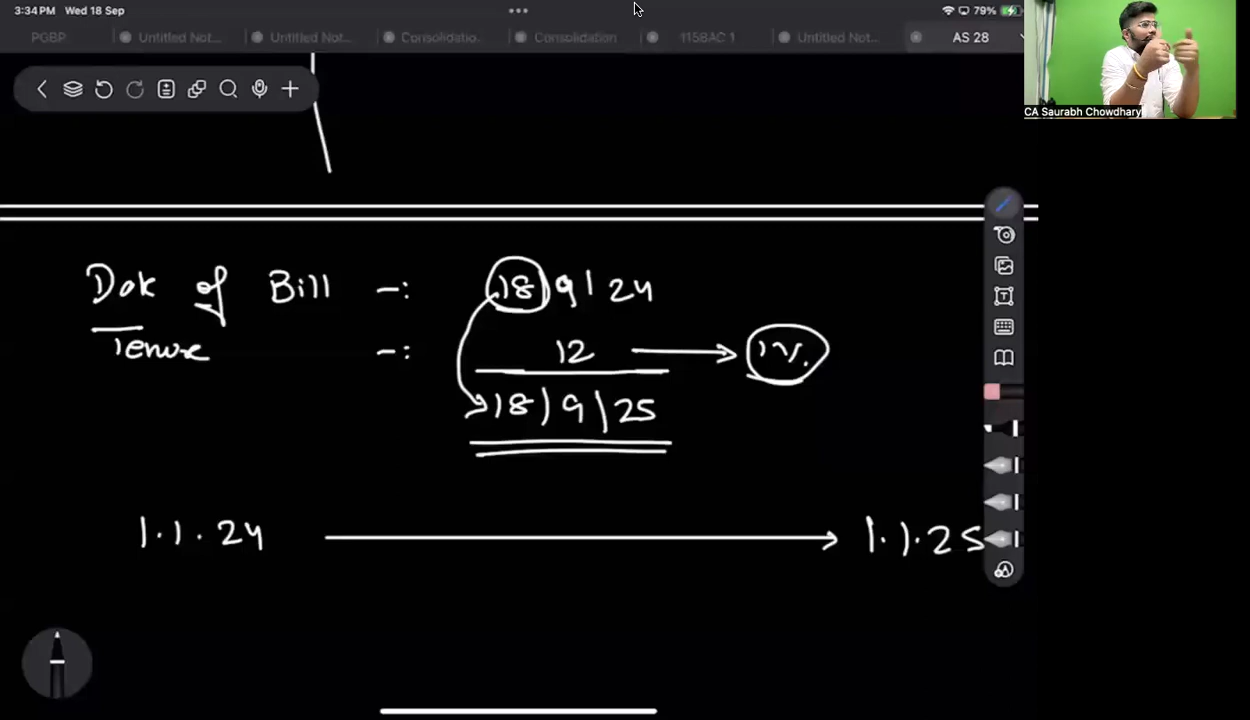 3:34 PM Wed 18 Sep
79%
PGBP
Untitled Not...
Untitled Not...
Consolidatio..
Consolidation
115BAC 1
Untitled Not...
AS 28
CA Saurabh Chowdhary
Date of Bill -: 18/9/24
Tenure -: 12 → 1Y.
18/9/25
1.1.24 → 1.1.25